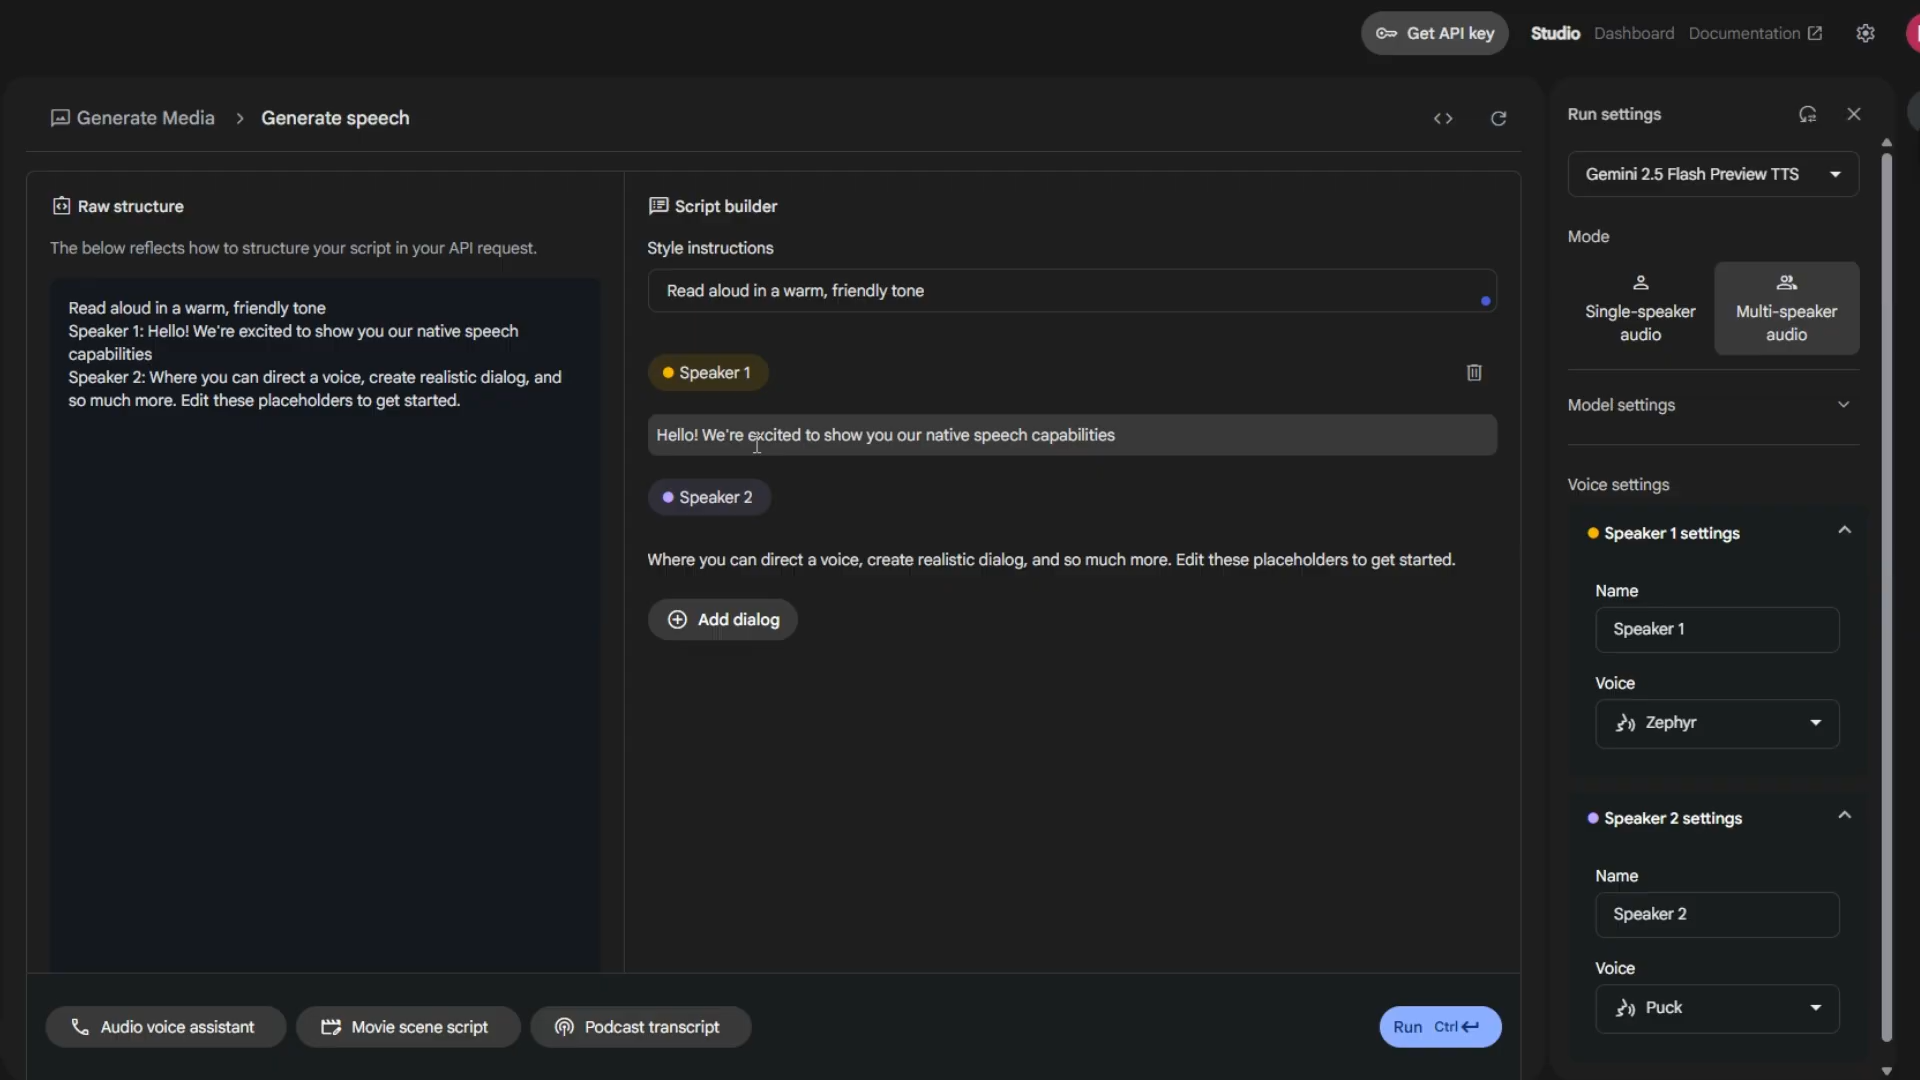 Get API key
Studio
Dashboard
Documentation
Generate Media > Generate speech
Raw structure
The below reflects how to structure your script in your API request.
Read aloud in a warm, friendly tone
Speaker 1: Hello! We're excited to show you our native speech
capabilities
Speaker 2: Where you can direct a voice, create realistic dialog, and
so much more. Edit these placeholders to get started.
Script builder
Style instructions
Read aloud in a warm, friendly tone
Speaker 1
Hello! We're excited to show you our native speech capabilities
Speaker 2
Where you can direct a voice, create realistic dialog, and so much more. Edit these placeholders to get started.
Add dialog
Audio voice assistant
Movie scene script
Podcast transcript
Run Ctrl
Run settings
Gemini 2.5 Flash Preview TTS
Mode
Single-speaker
audio
Multi-speaker
audio
Model settings
Voice settings
Speaker 1 settings
Name
Speaker 1
Voice
Zephyr
Speaker 2 settings
Name
Speaker 2
Voice
Puck